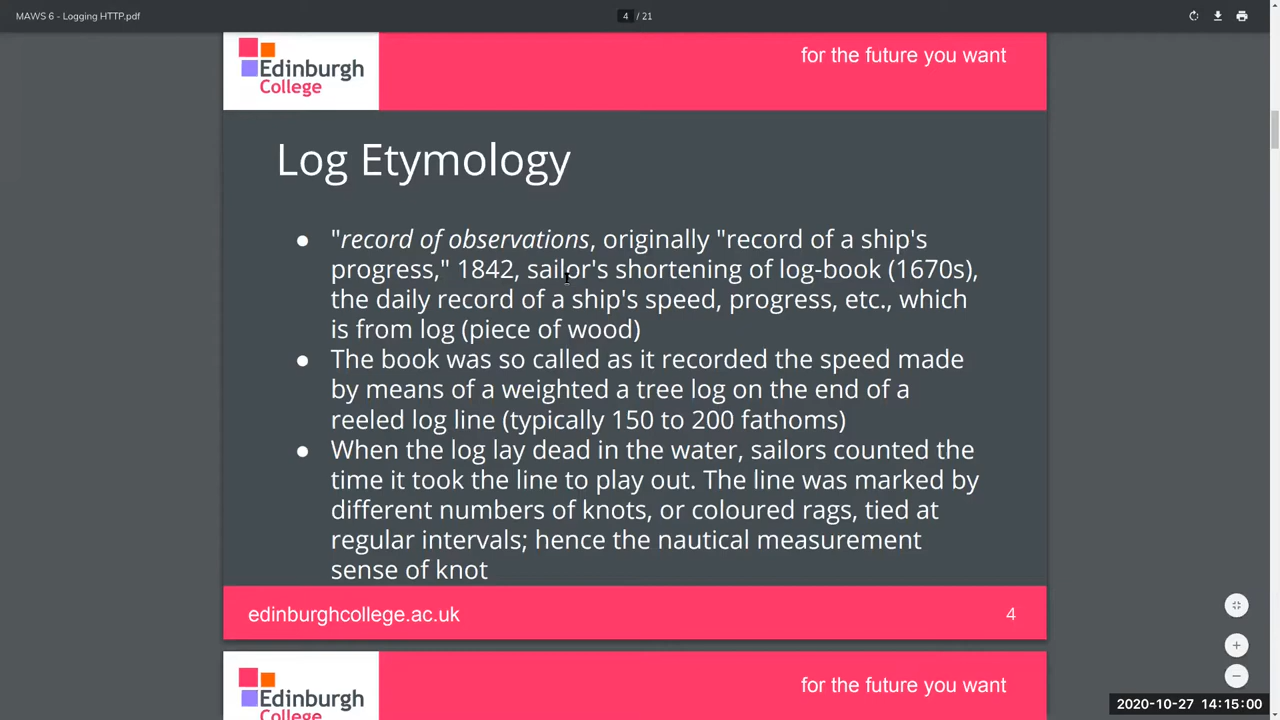 MAWS 6 - Logging HTTP.pdf
4 / 21
Edinburgh
College
for the future you want
Log Etymology
● "record of observations, originally "record of a ship's
progress," 1842, sailor's shortening of log-book (1670s),
the daily record of a ship's speed, progress, etc., which
is from log (piece of wood)
● The book was so called as it recorded the speed made
by means of a weighted a tree log on the end of a
reeled log line (typically 150 to 200 fathoms)
● When the log lay dead in the water, sailors counted the
time it took the line to play out. The line was marked by
different numbers of knots, or coloured rags, tied at
regular intervals; hence the nautical measurement
sense of knot
edinburghcollege.ac.uk
4
Edinburgh
College
for the future you want
2020-10-27 14:15:00